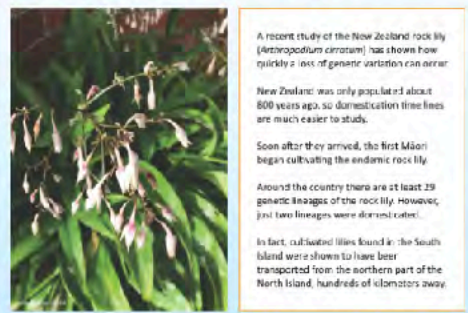 A recent study of the New Zealand rock lily
(Arthropodium cirratum) has shown how
quickly a loss of genetic variation can occur.
New Zealand was only populated about
800 years ago, so domestication time lines
are much easier to study.
Soon after they arrived, the first Māori
began cultivating the endemic rock lily.
Around the country there are at least 29
genetic lineages of the rock lily. However,
just two lineages were domesticated.
In fact, cultivated lilies found in the South
Island were shown to have been
transported from the northern part of the
North Island, hundreds of kilometers away.